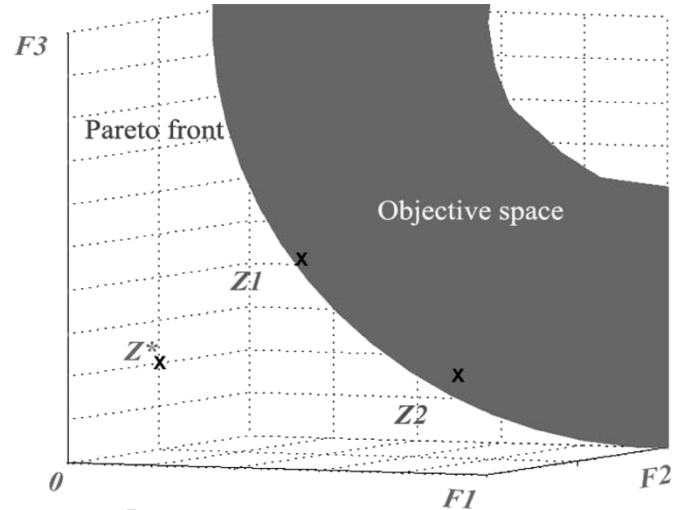 F3
Pareto front
Objective space
Z1
x
Z*
x
x
Z2
0
F1
F2